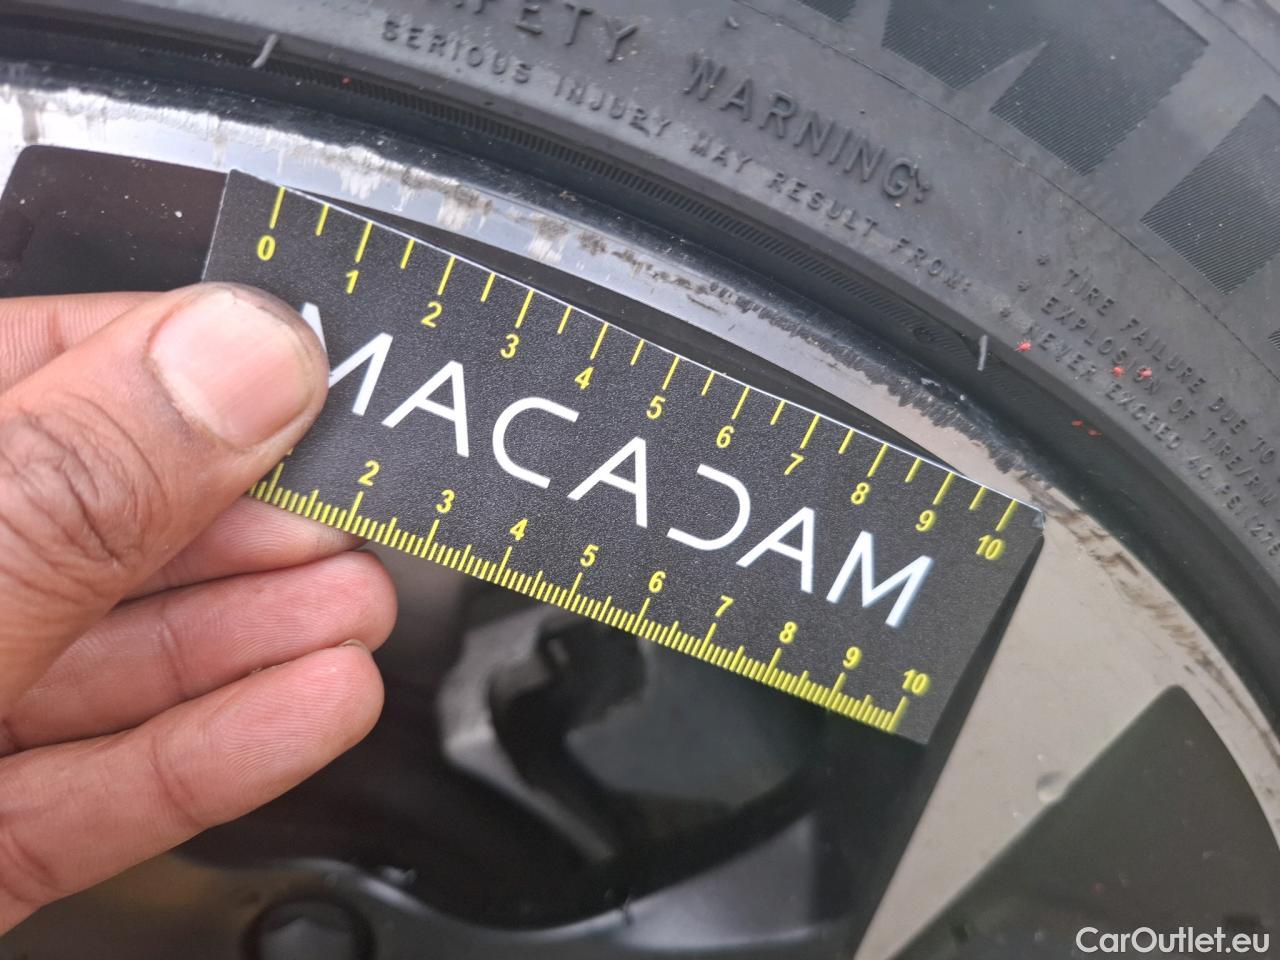 SAFETY WARNING
SERIOUS INJURY MAY RESULT FROM:
* TIRE FAILURE DUE TO
* EXPLOSION OF TIRE/RIM
* NEVER EXCEED 40 PSI
0 1 2 3 4 5 6 7 8 9 10
MACADAM
2 3 4 5 6 7 8 9 10
CarOutlet.eu